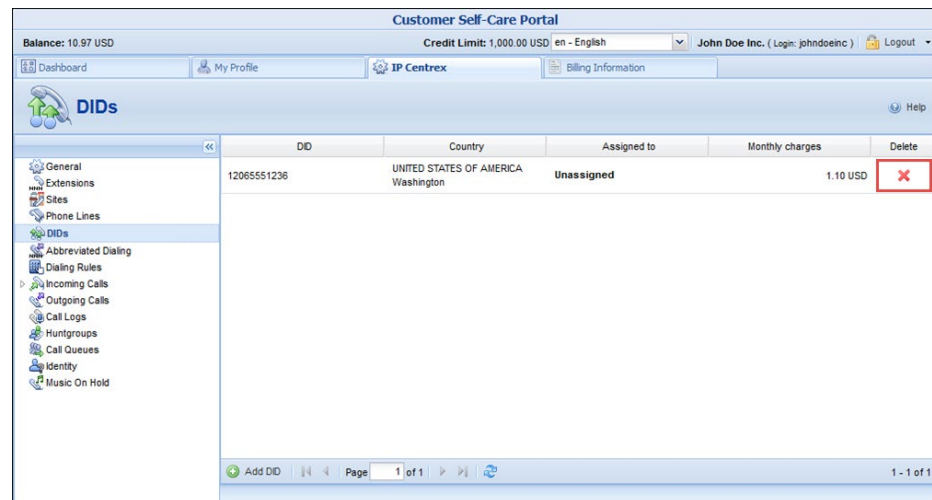 Customer Self-Care Portal
Balance: 10.97 USD
Credit Limit: 1,000.00 USD
en - English
John Doe Inc. ( Login: johndoeinc )
Logout
Dashboard
My Profile
IP Centrex
Billing Information
DIDs
Help
General
Extensions
Sites
Phone Lines
DIDs
Abbreviated Dialing
Dialing Rules
Incoming Calls
Outgoing Calls
Call Logs
Huntgroups
Call Queues
Identity
Music On Hold
DID
Country
Assigned to
Monthly charges
Delete
12065551236
UNITED STATES OF AMERICA
Washington
Unassigned
1.10 USD
Add DID
Page 1 of 1
1 - 1 of 1